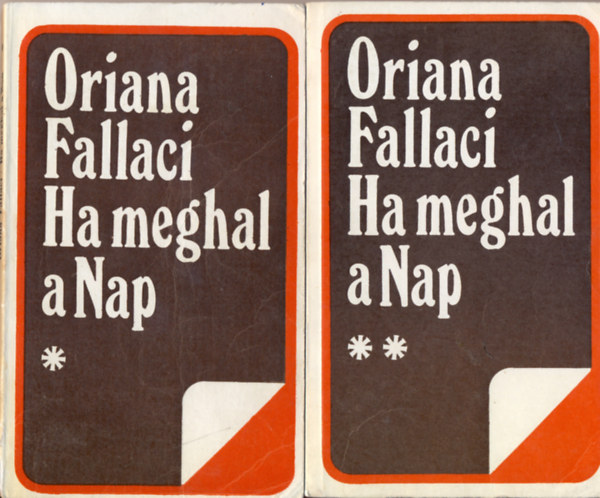 Oriana
Fallaci
Ha meghal
a Nap
*
Oriana
Fallaci
Ha meghal
a Nap
* *